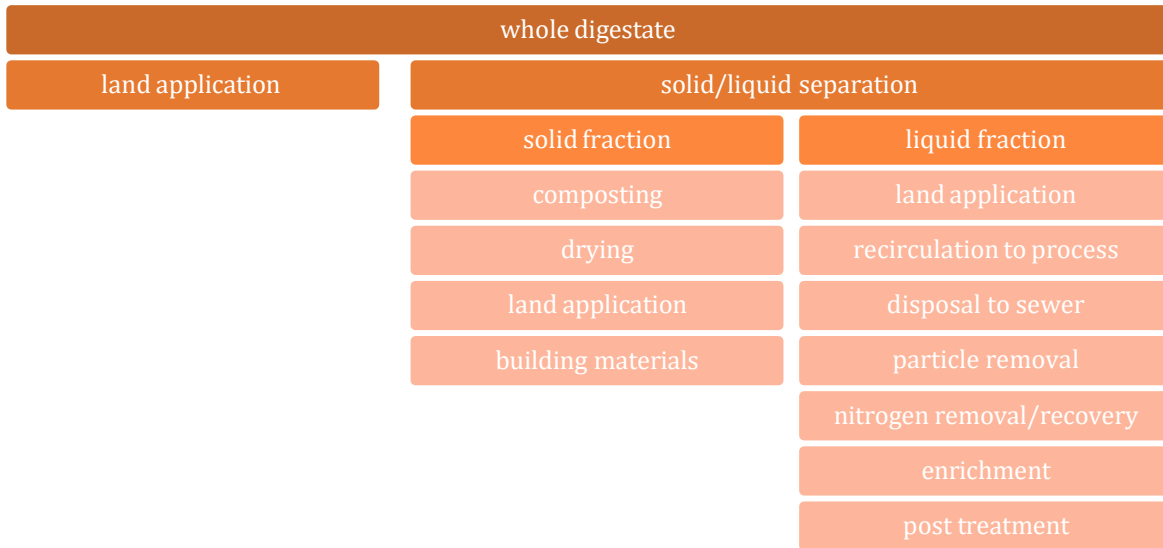 whole digestate
land application
solid/liquid separation
solid fraction
liquid fraction
composting
land application
drying
recirculation to process
land application
disposal to sewer
building materials
particle removal
nitrogen removal/recovery
enrichment
post treatment